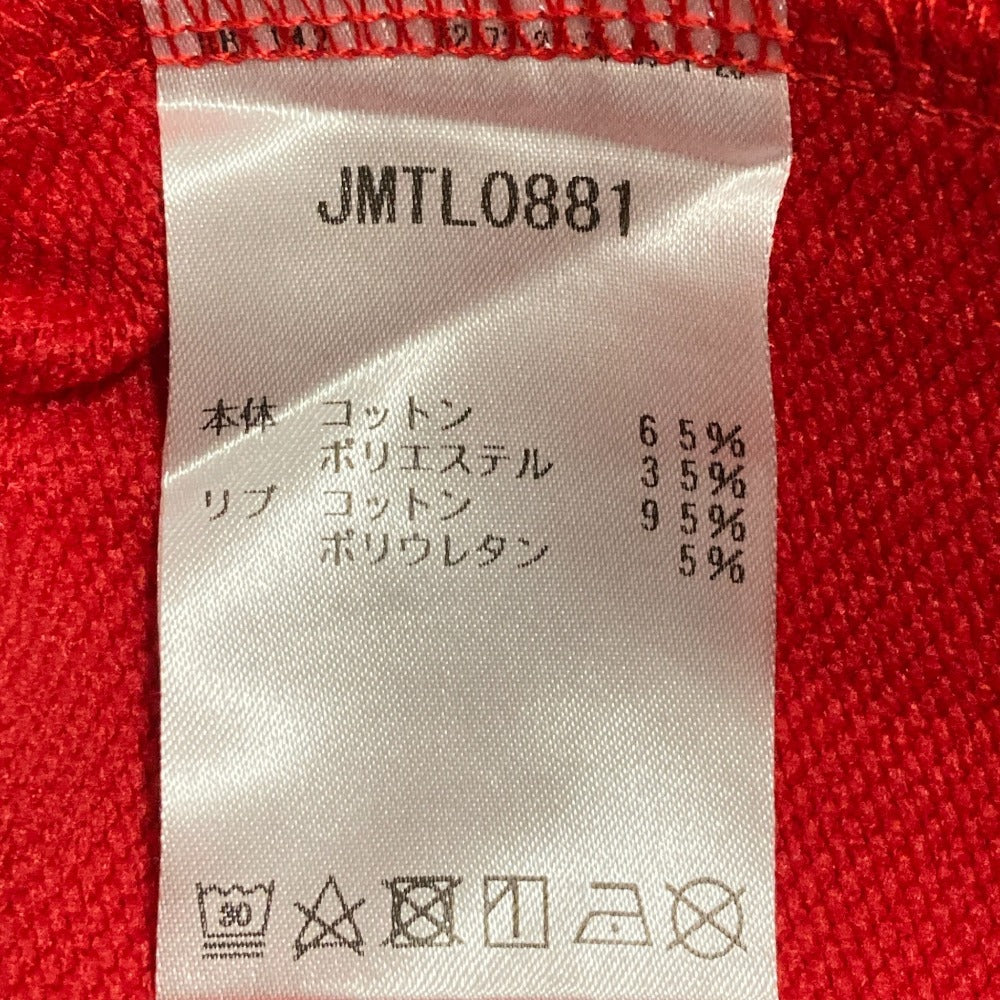 JMTL0881
本体 コットン 65%
ポリエステル 35%
リブ コットン 95%
ポリウレタン 5%
30